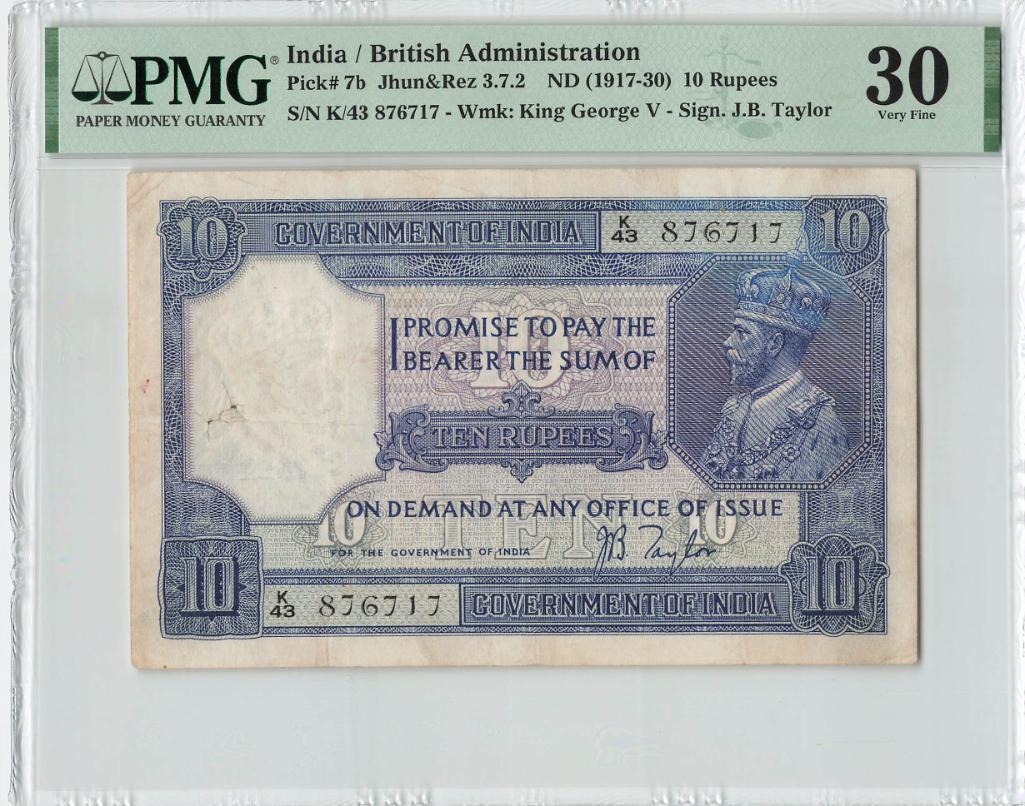 PMG®
PAPER MONEY GUARANTY
India / British Administration
Pick# 7b Jhun&Rez 3.7.2 ND (1917-30) 10 Rupees
S/N K/43 876717 - Wmk: King George V - Sign. J.B. Taylor
30
Very Fine
10 GOVERNMENT OF INDIA K/43 876717 10
10
I PROMISE TO PAY THE
BEARER THE SUM OF
TEN RUPEES
ON DEMAND AT ANY OFFICE OF ISSUE
10 TEN 10
FOR THE GOVERNMENT OF INDIA J.B. Taylor
10 K/43 876717 GOVERNMENT OF INDIA 10